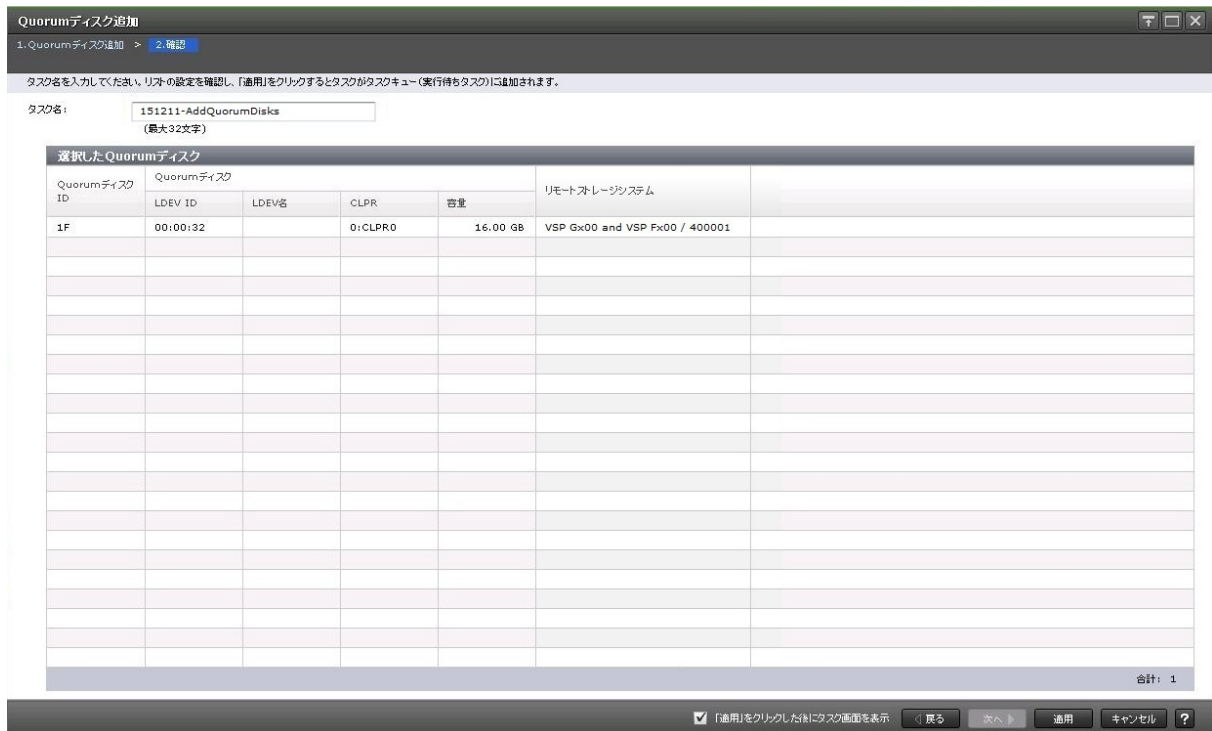 Quorumディスク追加
1.Quorumディスク追加 > 2.確認
タスク名を入力してください。リストの設定を確認し、「適用」をクリックするとタスクがタスクキュー(実行待ちタスク)に追加されます。
タスク名: 151211-AddQuorumDisks
(最大32文字)
選択したQuorumディスク
QuorumディスクID Quorumディスク リモートストレージシステム
LDEV ID LDEV名 CLPR 容量
1F 00:00:32 0:CLPR0 16.00 GB VSP Gx00 and VSP Fx00 / 400001
合計: 1
「適用」をクリックした後にタスク画面を表示 戻る 次へ 適用 キャンセル ?